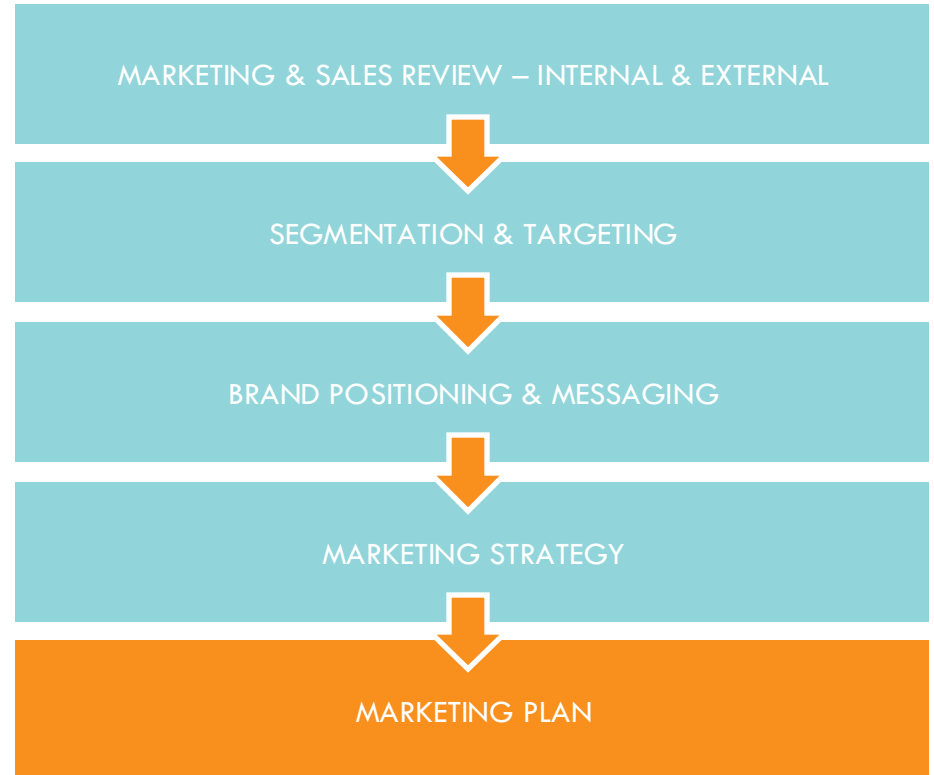 MARKETING & SALES REVIEW – INTERNAL & EXTERNAL
SEGMENTATION & TARGETING
BRAND POSITIONING & MESSAGING
MARKETING STRATEGY
MARKETING PLAN